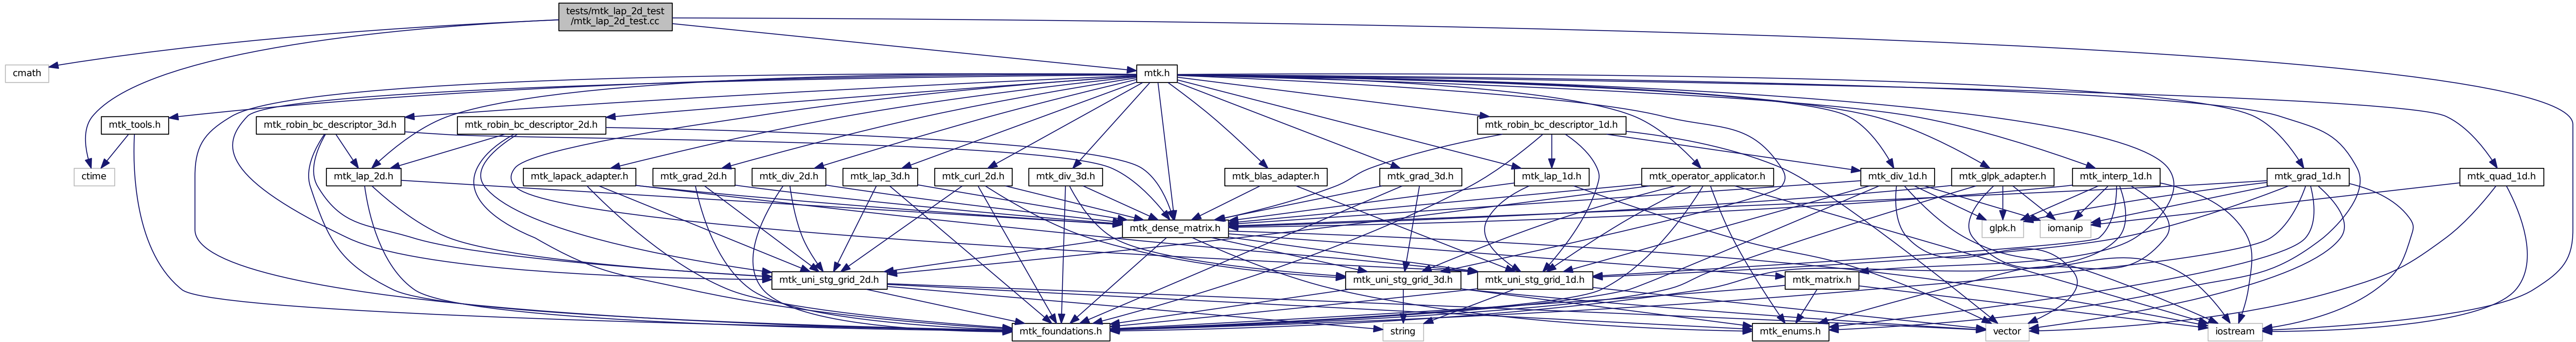 tests/mtk_lap_2d_test
/mtk_lap_2d_test.cc
cmath
mtk.h
mtk_tools.h
mtk_robin_bc_descriptor_3d.h
mtk_robin_bc_descriptor_2d.h
mtk_robin_bc_descriptor_1d.h
ctime
mtk_lap_2d.h
mtk_lapack_adapter.h
mtk_grad_2d.h
mtk_div_2d.h
mtk_lap_3d.h
mtk_curl_2d.h
mtk_div_3d.h
mtk_blas_adapter.h
mtk_grad_3d.h
mtk_lap_1d.h
mtk_operator_applicator.h
mtk_div_1d.h
mtk_glpk_adapter.h
mtk_interp_1d.h
mtk_grad_1d.h
mtk_quad_1d.h
mtk_dense_matrix.h
glpk.h
iomanip
mtk_uni_stg_grid_2d.h
mtk_uni_stg_grid_3d.h
mtk_uni_stg_grid_1d.h
mtk_matrix.h
mtk_foundations.h
string
mtk_enums.h
vector
iostream